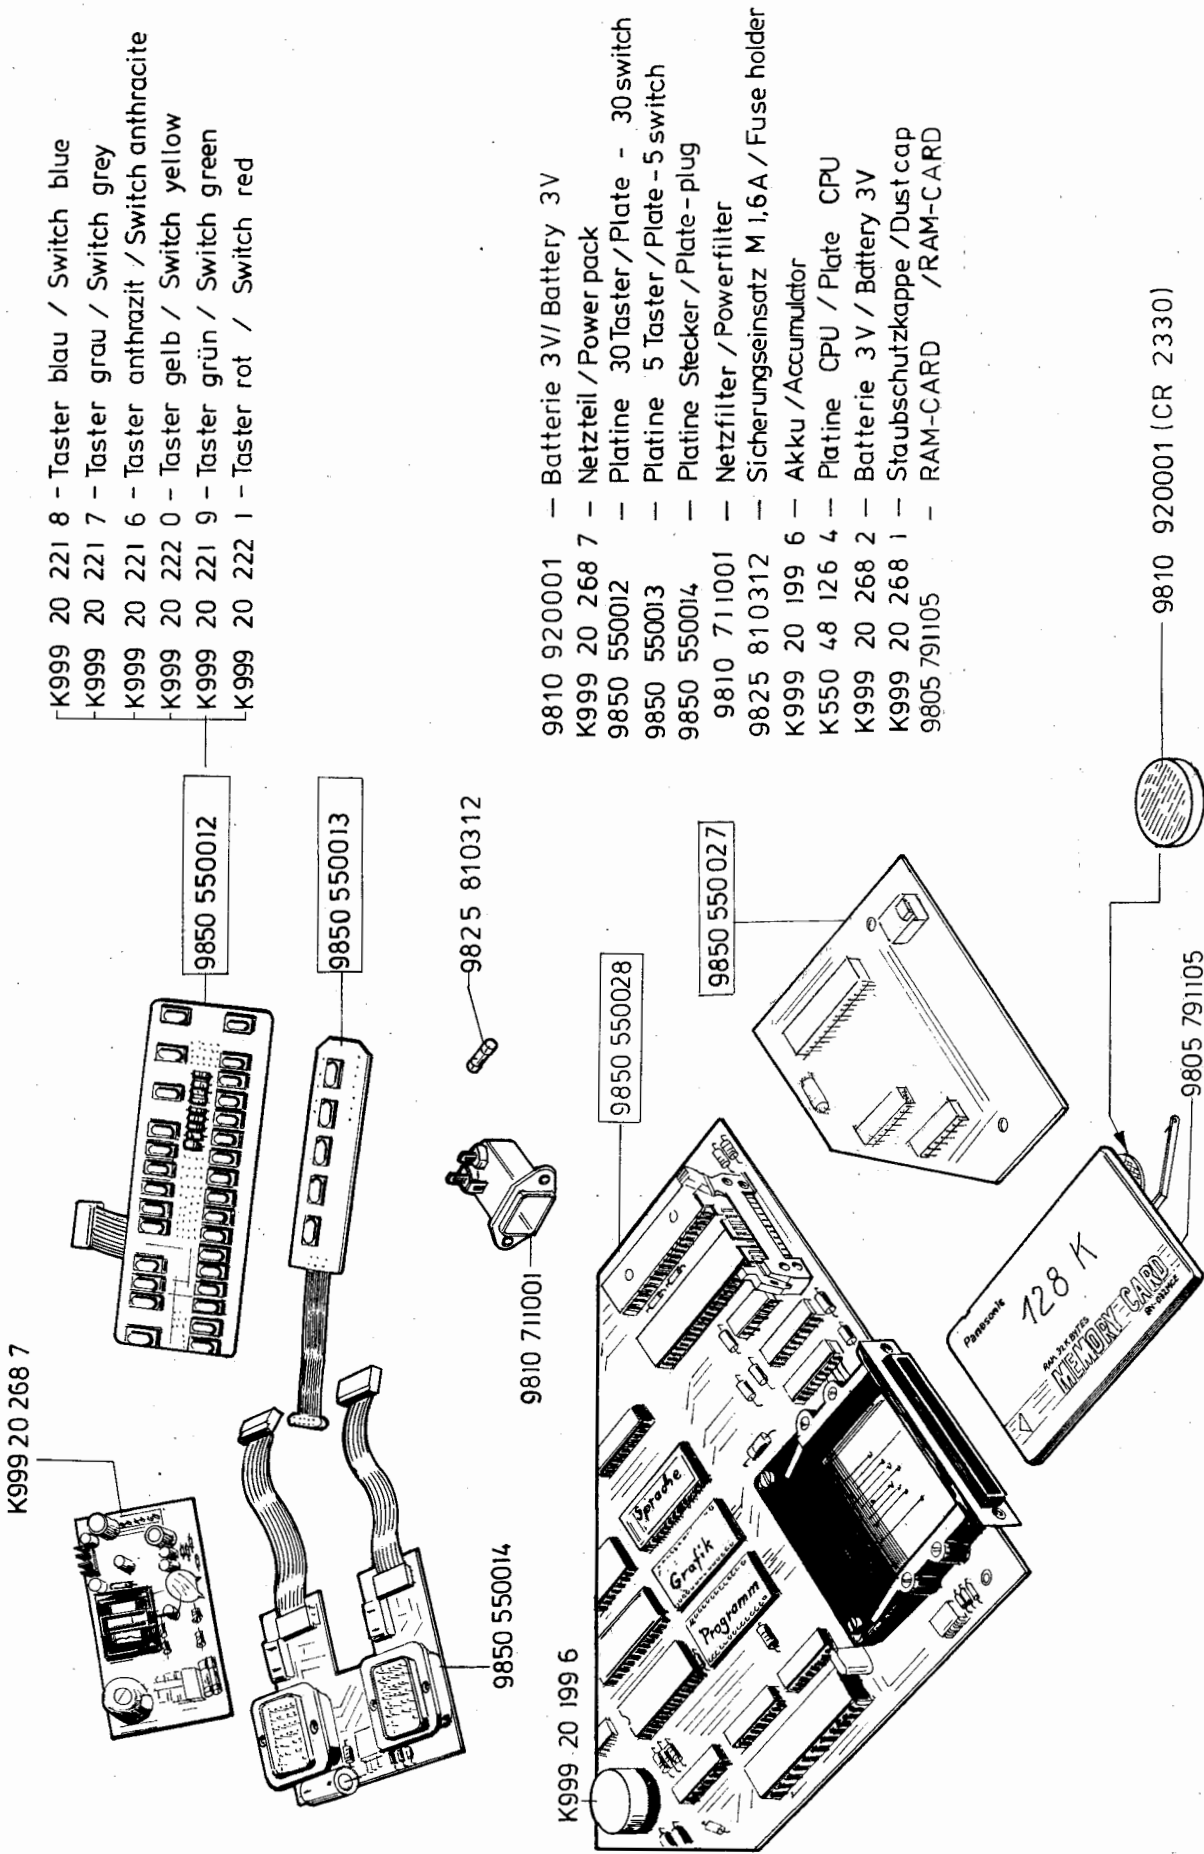 K999 20 221 8 - Taster blau / Switch blue
K999 20 221 7 - Taster grau / Switch grey
K999 20 221 6 - Taster anthrazit / Switch anthracite
K999 20 222 0 - Taster gelb / Switch yellow
K999 20 221 9 - Taster grün / Switch green
K999 20 222 1 - Taster rot / Switch red
9850 550012
9850 550013
9825 810312
K999 20 268 7
9810 711001
9850 550014
9810 920001 — Batterie 3V / Battery 3V
K999 20 268 7 — Netzteil / Power pack
9850 550012 — Platine 30 Taster / Plate - 30 switch
9850 550013 — Platine 5 Taster / Plate - 5 switch
9850 550014 — Platine Stecker / Plate - plug
9810 711001 — Netzfilter / Powerfilter
9825 810312 — Sicherungseinsatz M 1,6A / Fuse holder
K999 20 199 6 — Akku / Accumulator
K550 48 126 4 — Platine CPU / Plate CPU
K999 20 268 2 — Batterie 3V / Battery 3V
K999 20 268 1 — Staubschutzkappe / Dustcap
9805 791105 — RAM-CARD / RAM-CARD
9850 550028
9850 550027
K999 20 199 6
Sprache
Grafik
Programm
Panasonic
128 K
RAM 32 K BYTES
MEMORY-CARD
9805 791105
9810 920001 (CR 2330)